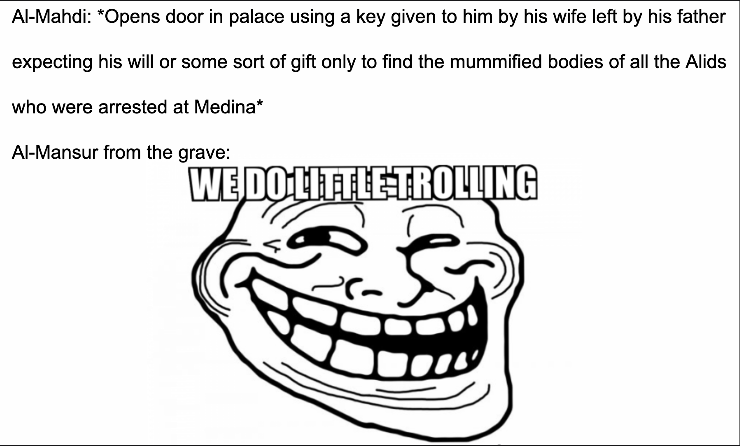 Al-Mahdi: *Opens door in palace using a key given to him by his wife left by his father
expecting his will or some sort of gift only to find the mummified bodies of all the Alids
who were arrested at Medina*
Al-Mansur from the grave:
WE DO LITTLE TROLLING